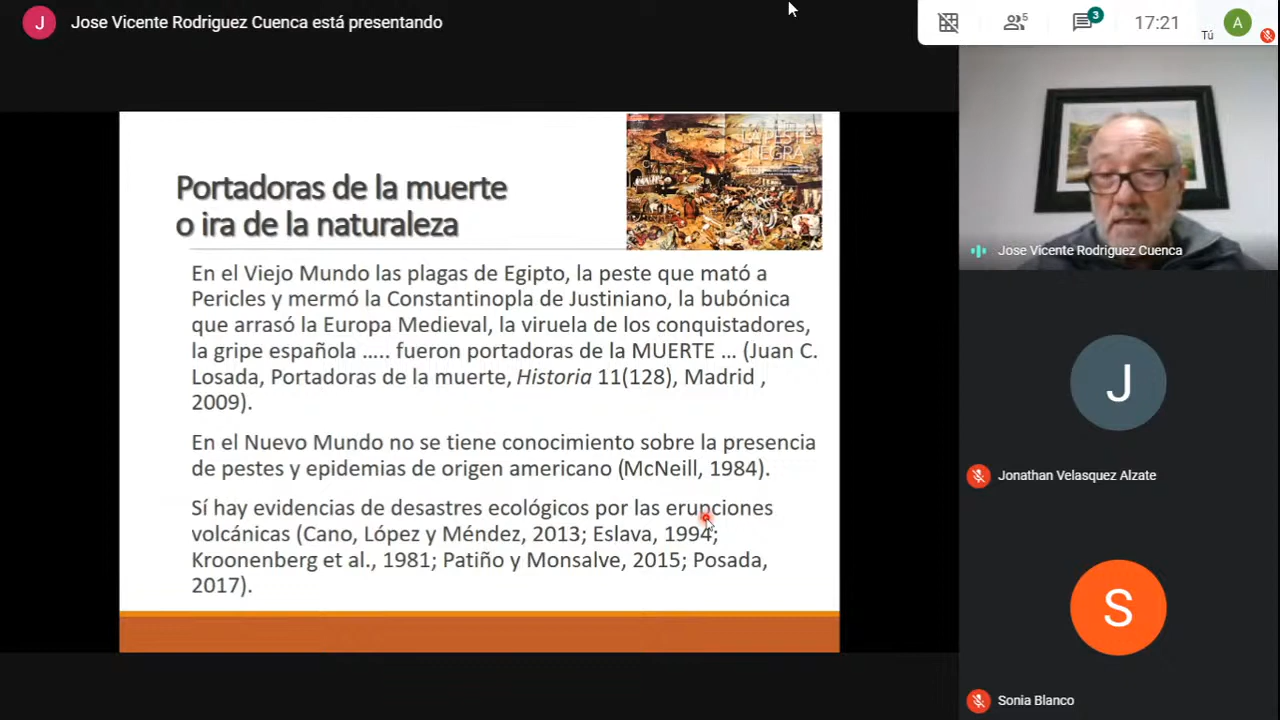 J
Jose Vicente Rodriguez Cuenca está presentando
5
3
17:21
Tú
A
Portadoras de la muerte
o ira de la naturaleza
LA PESTE
NEGRA
En el Viejo Mundo las plagas de Egipto, la peste que mató a
Pericles y mermó la Constantinopla de Justiniano, la bubónica
que arrasó la Europa Medieval, la viruela de los conquistadores,
la gripe española ….. fueron portadoras de la MUERTE … (Juan C.
Losada, Portadoras de la muerte, Historia 11(128), Madrid ,
2009).
En el Nuevo Mundo no se tiene conocimiento sobre la presencia
de pestes y epidemias de origen americano (McNeill, 1984).
Sí hay evidencias de desastres ecológicos por las erupciones
volcánicas (Cano, López y Méndez, 2013; Eslava, 1994;
Kroonenberg et al., 1981; Patiño y Monsalve, 2015; Posada,
2017).
Jose Vicente Rodriguez Cuenca
J
Jonathan Velasquez Alzate
S
Sonia Blanco